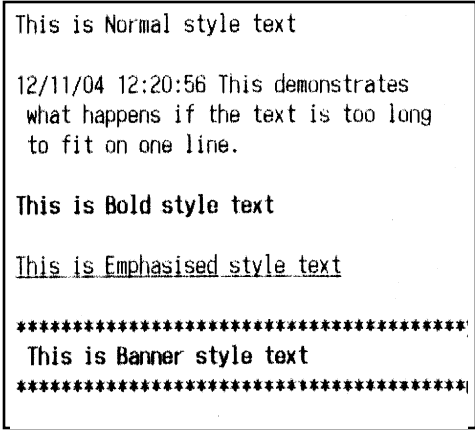 This is Normal style text
12/11/04 12:20:56 This demonstrates
what happens if the text is too long
to fit on one line.
This is Bold style text
This is Emphasised style text
****************************************
This is Banner style text
****************************************